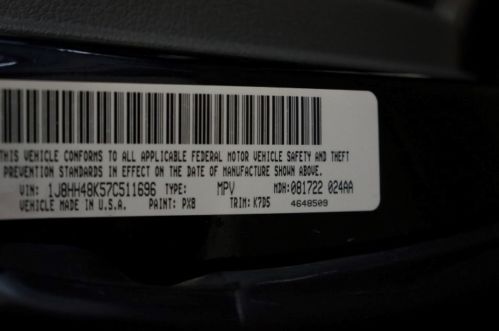 THIS VEHICLE CONFORMS TO ALL APPLICABLE FEDERAL MOTOR VEHICLE SAFETY AND THEFT
PREVENTION STANDARDS IN EFFECT ON THE DATE OF MANUFACTURE SHOWN ABOVE.
VIN: 1J8HH48K57C511696 TYPE: MPV MDH: 081722 024AA
VEHICLE MADE IN U.S.A. PAINT: PX8 TRIM: K7D5 4648509